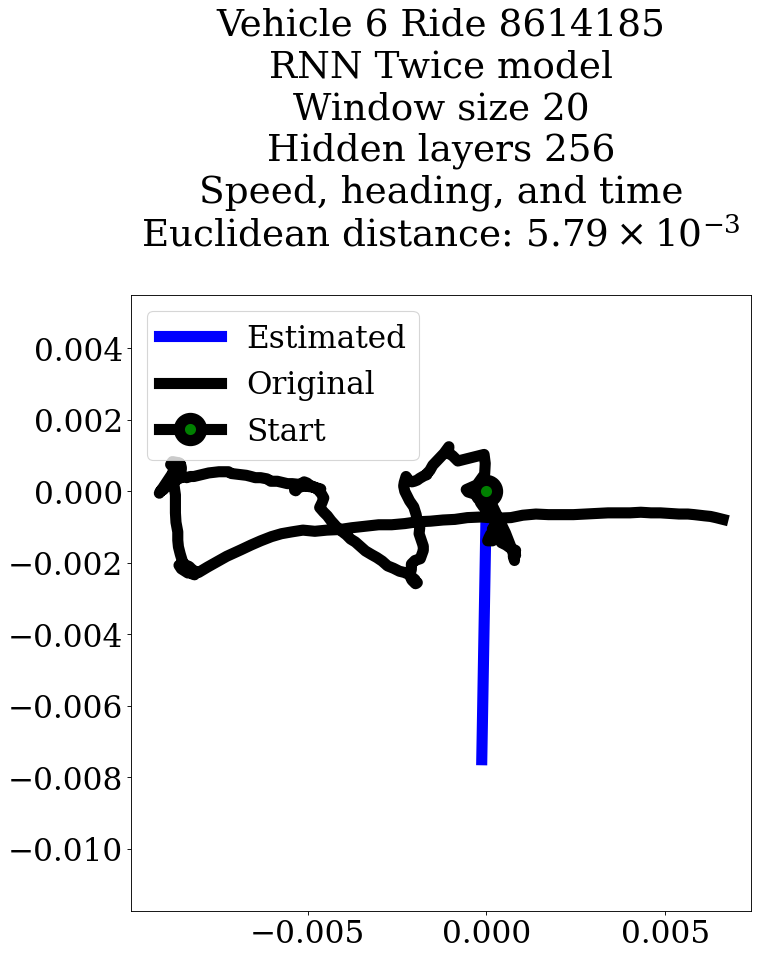 Vehicle 6 Ride 8614185
RNN Twice model
Window size 20
Hidden layers 256
Speed, heading, and time
Euclidean distance: 5.79 × 10⁻³
Estimated
Original
Start
0.004
0.002
0.000
−0.002
−0.004
−0.006
−0.008
−0.010
−0.005 0.000 0.005